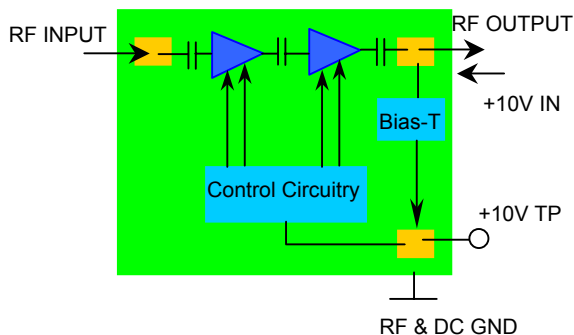 RF INPUT
RF OUTPUT
+10V IN
Bias-T
Control Circuitry
+10V TP
RF & DC GND